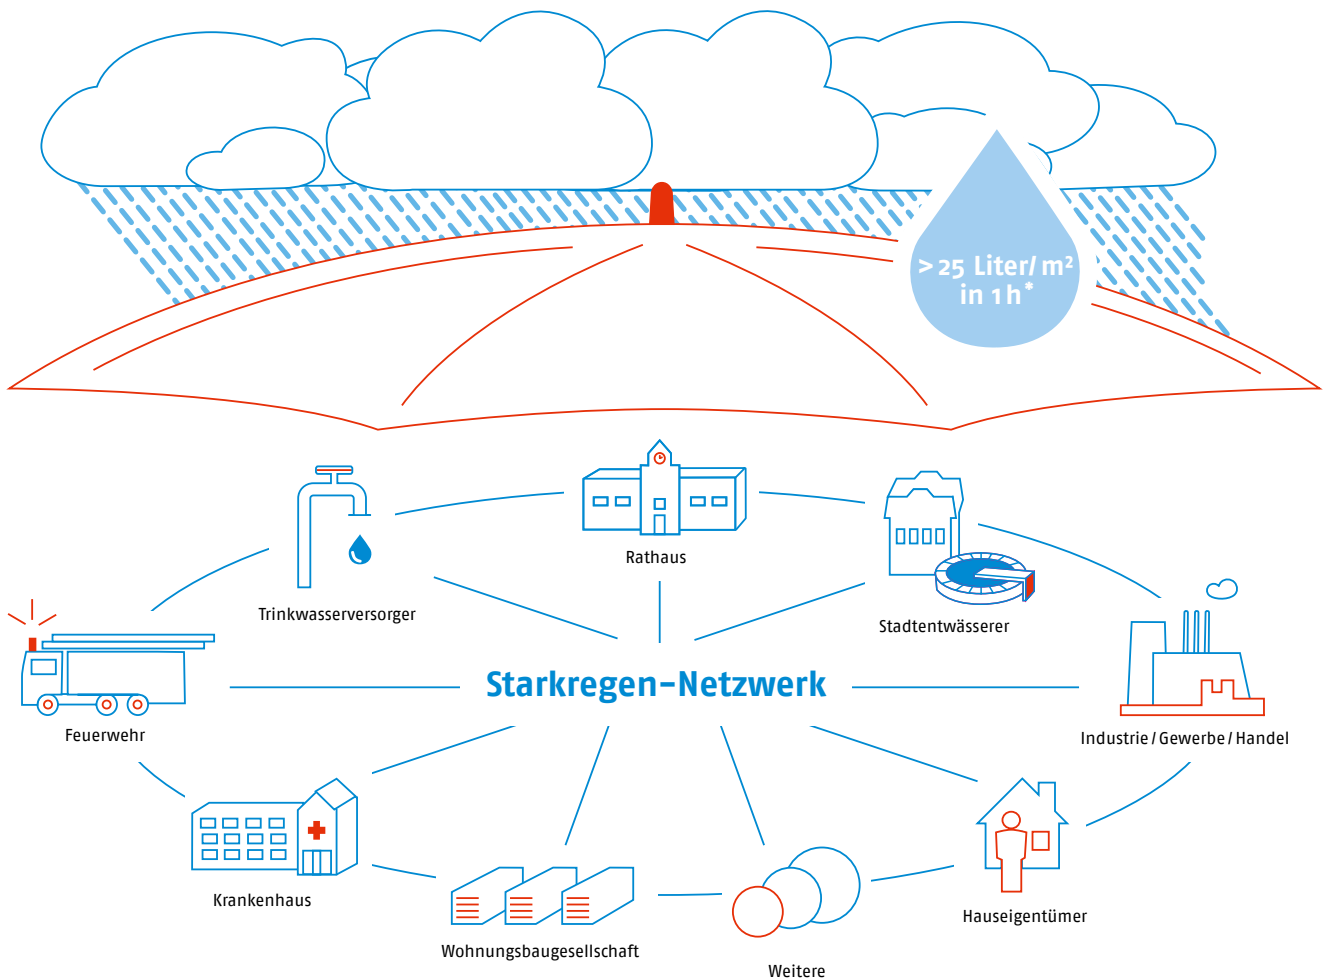 > 25 Liter/ m²
in 1 h*
Rathaus
Trinkwasserversorger
Stadtentwässerer
Starkregen-Netzwerk
Feuerwehr
Industrie / Gewerbe / Handel
Krankenhaus
Hauseigentümer
Wohnungsbaugesellschaft
Weitere